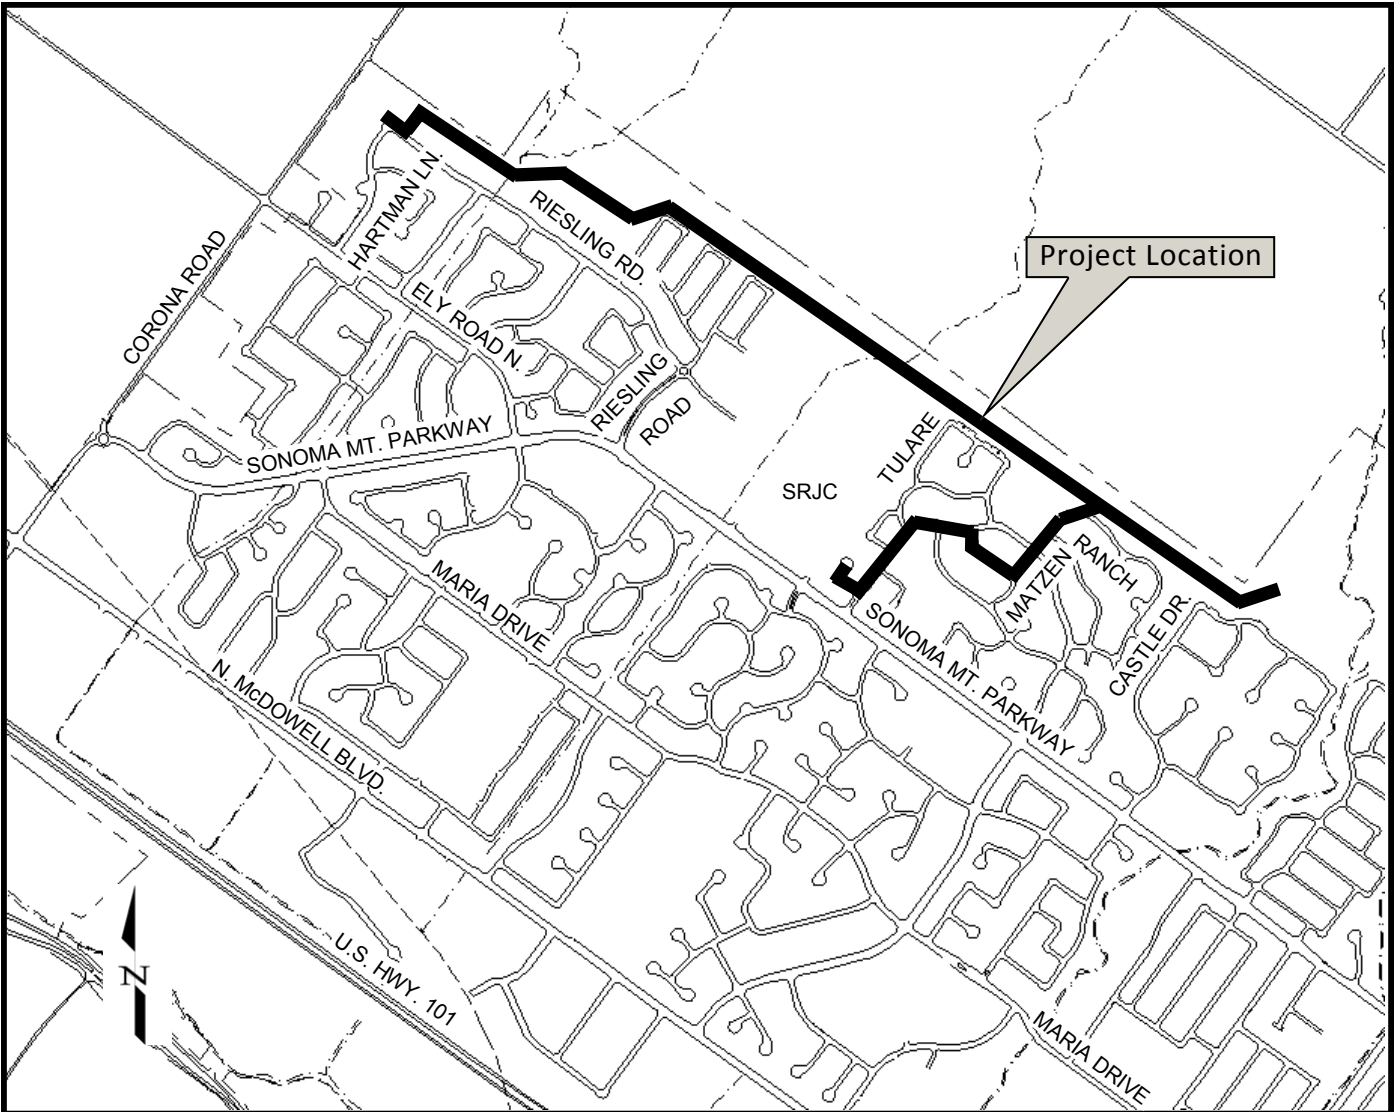 Project Location
HARTMAN LN.
RIESLING RD.
CORONA ROAD
ELY ROAD N.
RIESLING
ROAD
SONOMA MT. PARKWAY
TULARE
SRJC
MARIA DRIVE
RANCH
MATZEN
CASTLE DR.
SONOMA MT. PARKWAY
N. McDOWELL BLVD.
U.S. HWY. 101
N
MARIA DRIVE